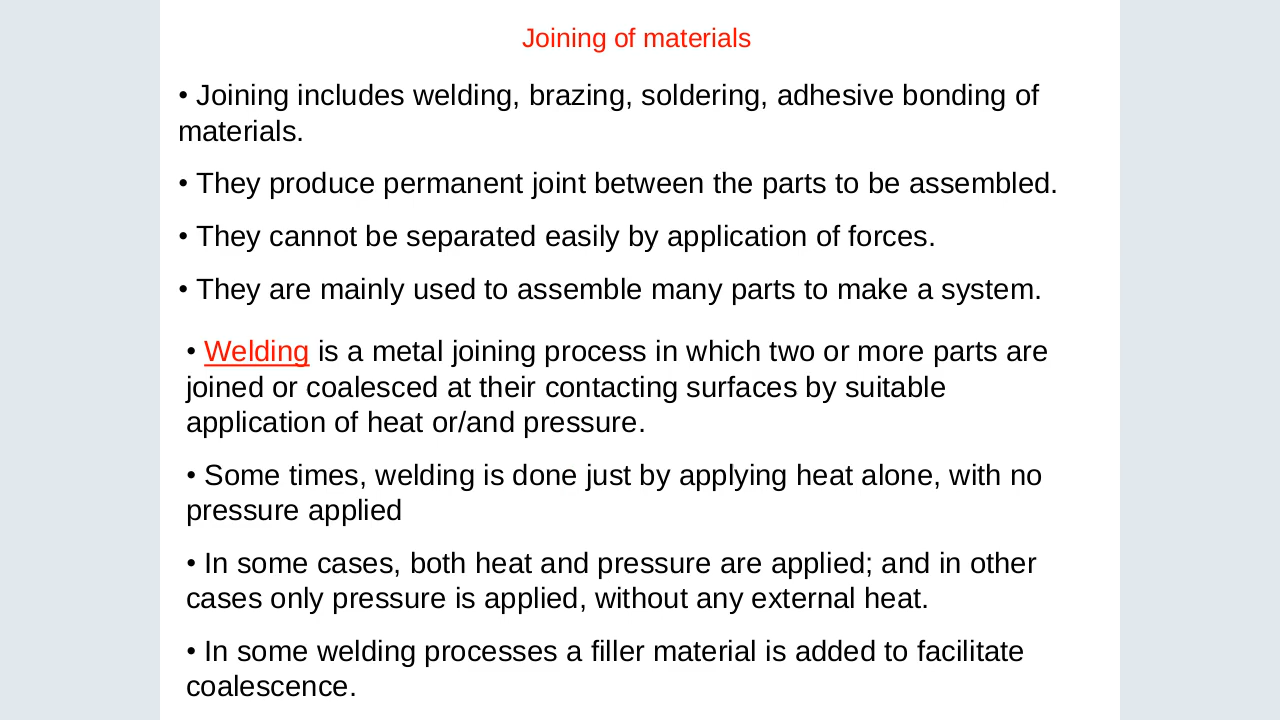 Joining of materials
• Joining includes welding, brazing, soldering, adhesive bonding of
materials.
• They produce permanent joint between the parts to be assembled.
• They cannot be separated easily by application of forces.
• They are mainly used to assemble many parts to make a system.
• Welding is a metal joining process in which two or more parts are
joined or coalesced at their contacting surfaces by suitable
application of heat or/and pressure.
• Some times, welding is done just by applying heat alone, with no
pressure applied
• In some cases, both heat and pressure are applied; and in other
cases only pressure is applied, without any external heat.
• In some welding processes a filler material is added to facilitate
coalescence.